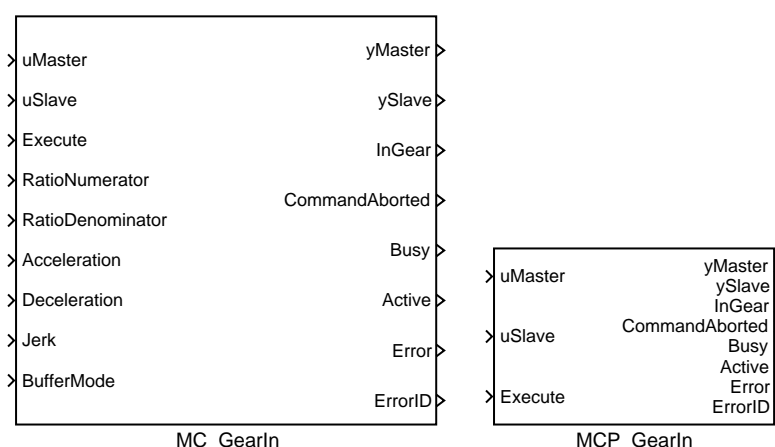 uMaster
uSlave
Execute
RatioNumerator
RatioDenominator
Acceleration
Deceleration
Jerk
BufferMode
yMaster
ySlave
InGear
CommandAborted
Busy
Active
Error
ErrorID
MC_GearIn
uMaster
uSlave
Execute
yMaster
ySlave
InGear
CommandAborted
Busy
Active
Error
ErrorID
MCP_GearIn